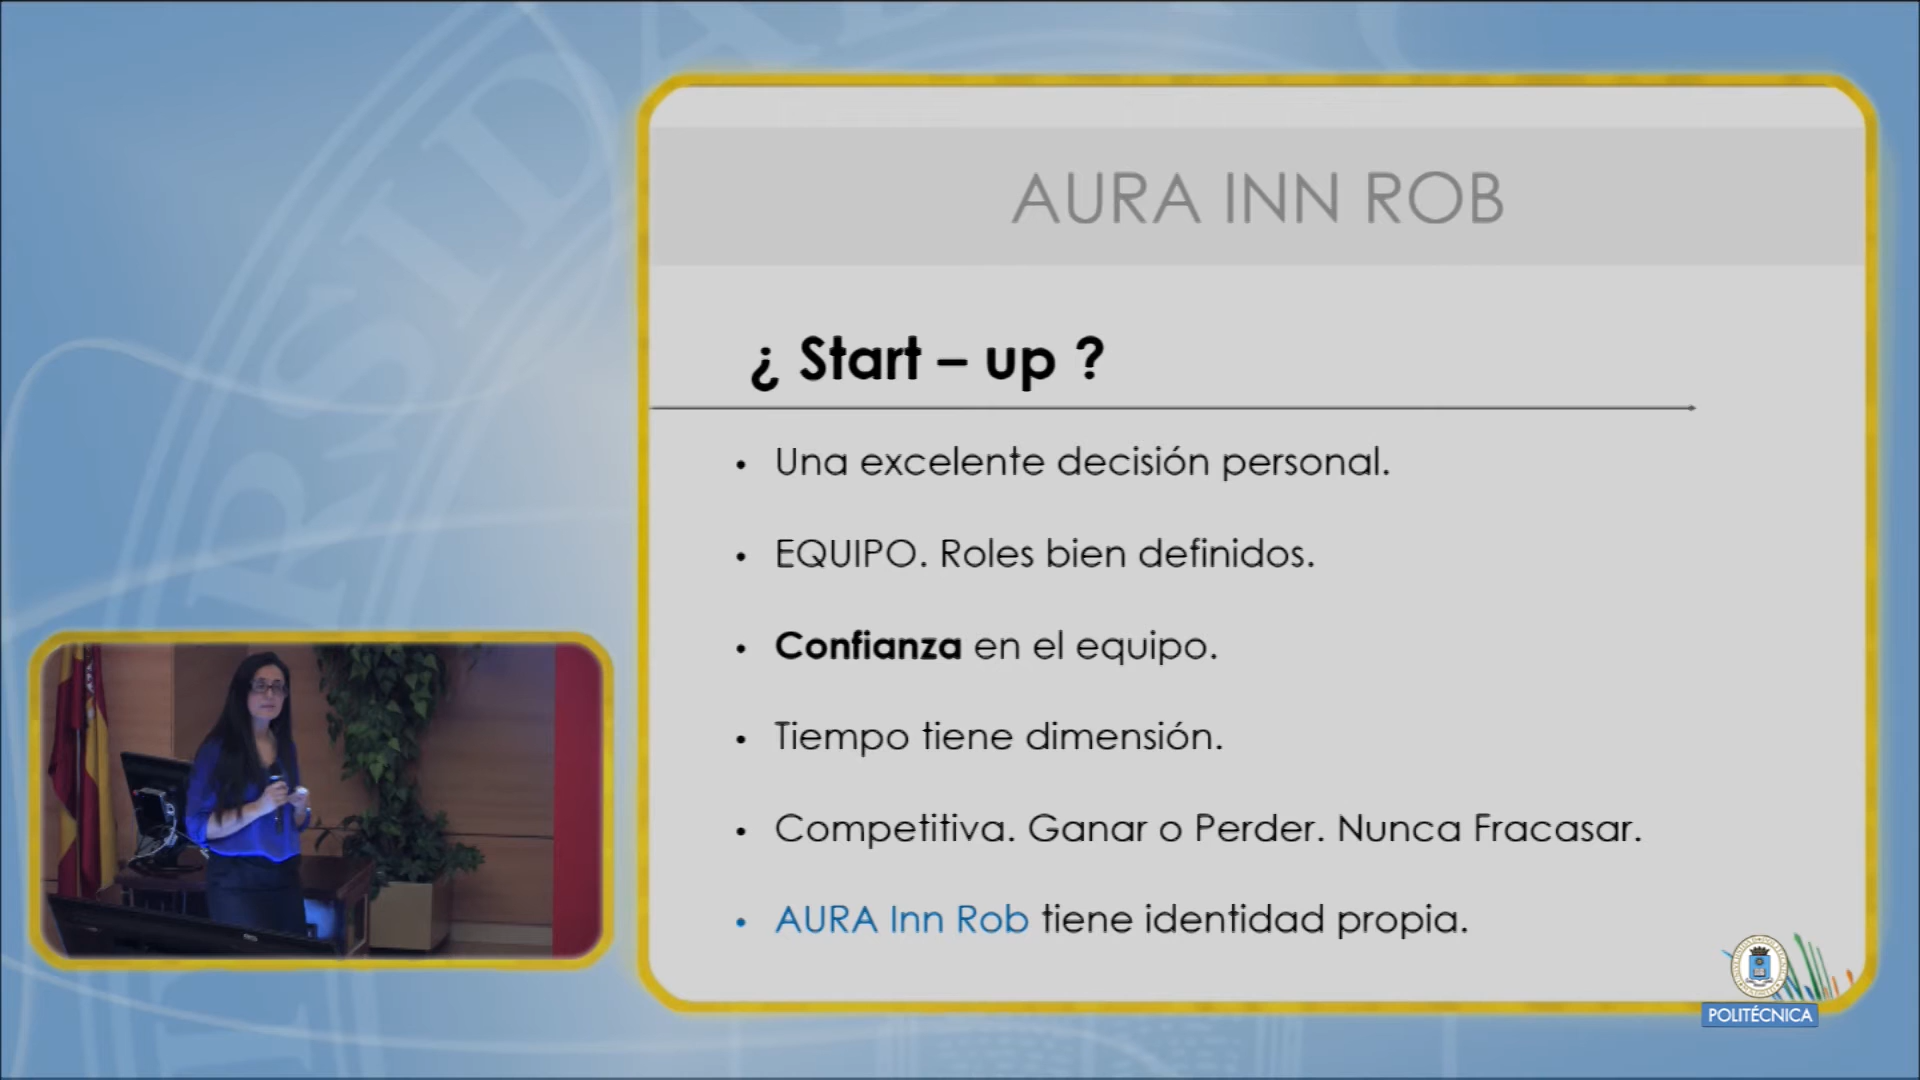 AURA INN ROB
¿ Start – up ?
• Una excelente decisión personal.
• EQUIPO. Roles bien definidos.
• Confianza en el equipo.
• Tiempo tiene dimensión.
• Competitiva. Ganar o Perder. Nunca Fracasar.
• AURA Inn Rob tiene identidad propia.
POLITÉCNICA